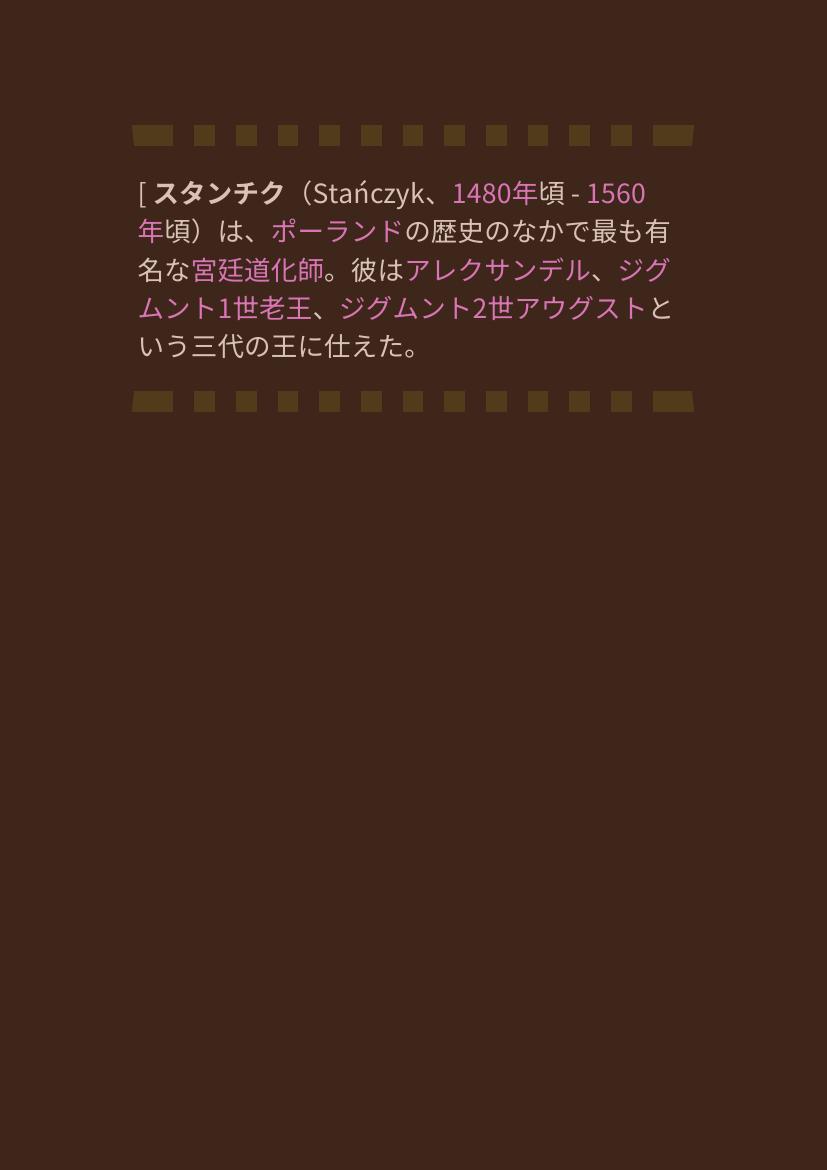 [ スタンチク（Stańczyk、1480年頃 - 1560
年頃）は、ポーランドの歴史のなかで最も有
名な宮廷道化師。彼はアレクサンデル、ジグ
ムント1世老王、ジグムント2世アウグストと
いう三代の王に仕えた。